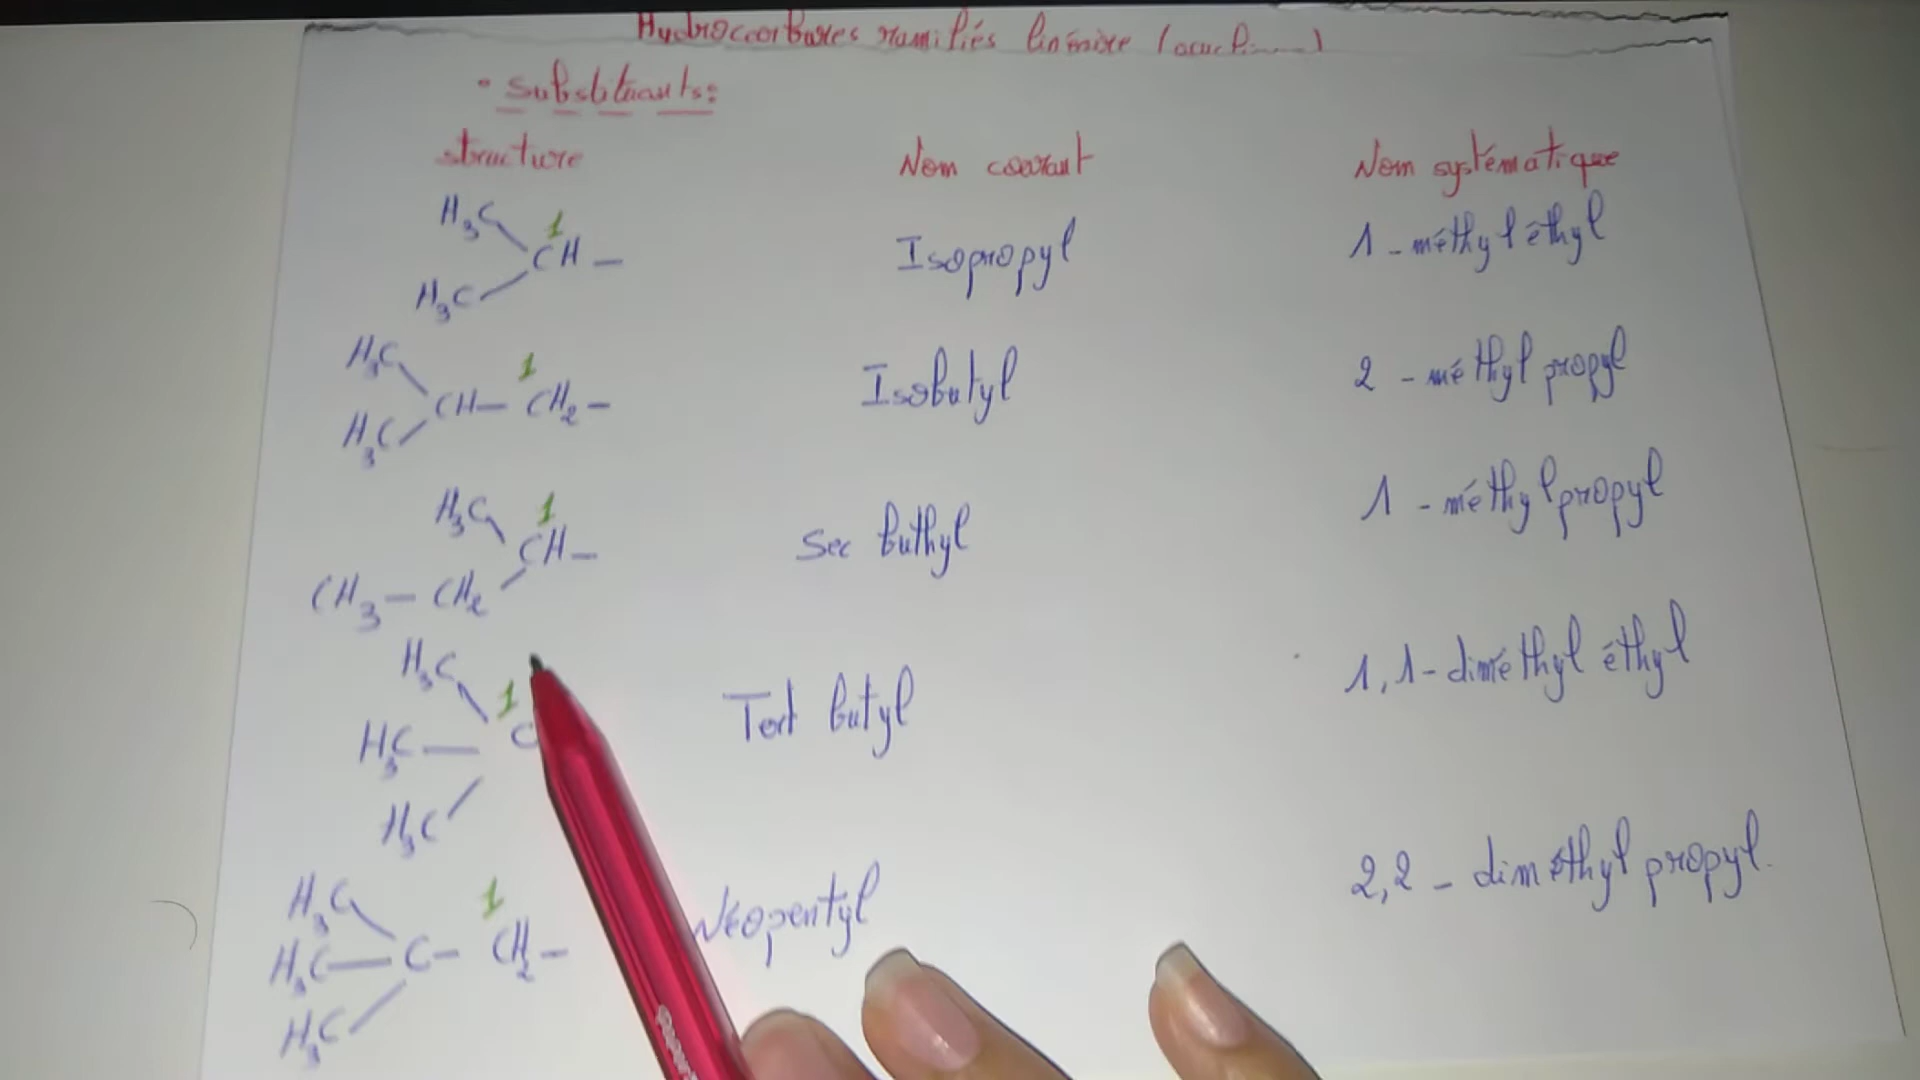 Hydrocarbures ramifiés linéaire
• Substituants:
structure Nom courant Nom systématique
H3C
1
CH –
H3C
Isopropyl 1 - méthyl éthyl
H3C
1
CH – CH2 –
H3C
Isobutyl 2 - méthyl propyl
H3C
1
CH –
CH3 – CH2
Sec buthyl 1 - méthyl propyl
H3C
1
H3C – C
H3C
Tert butyl 1,1 - diméthyl éthyl
H3C
1
H3C – C – CH2 –
H3C
Néopentyl 2,2 - diméthyl propyl.